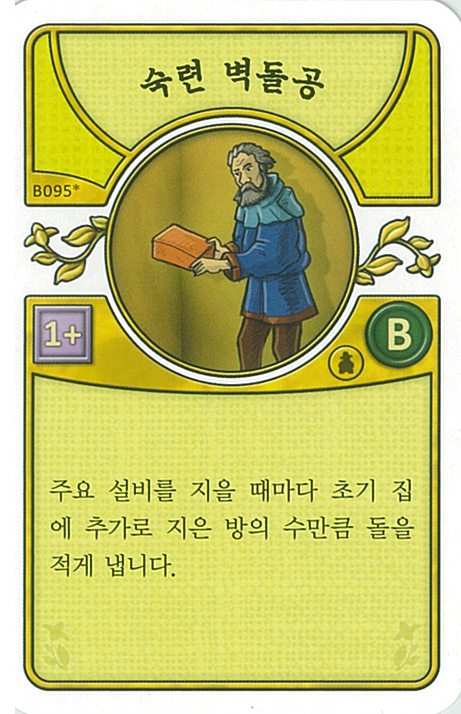 숙련 벽돌공
B095*
1+
B
주요 설비를 지을 때마다 초기 집
에 추가로 지은 방의 수만큼 돌을
적게 냅니다.